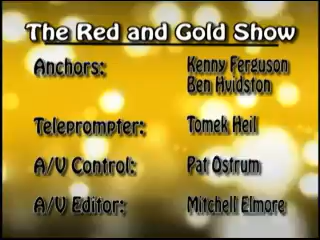 The Red and Gold Show
Anchors: Kenny Ferguson
Ben Hvidston
Teleprompter: Tomek Heil
A/V Control: Pat Ostrum
A/V Editor: Mitchell Elmore